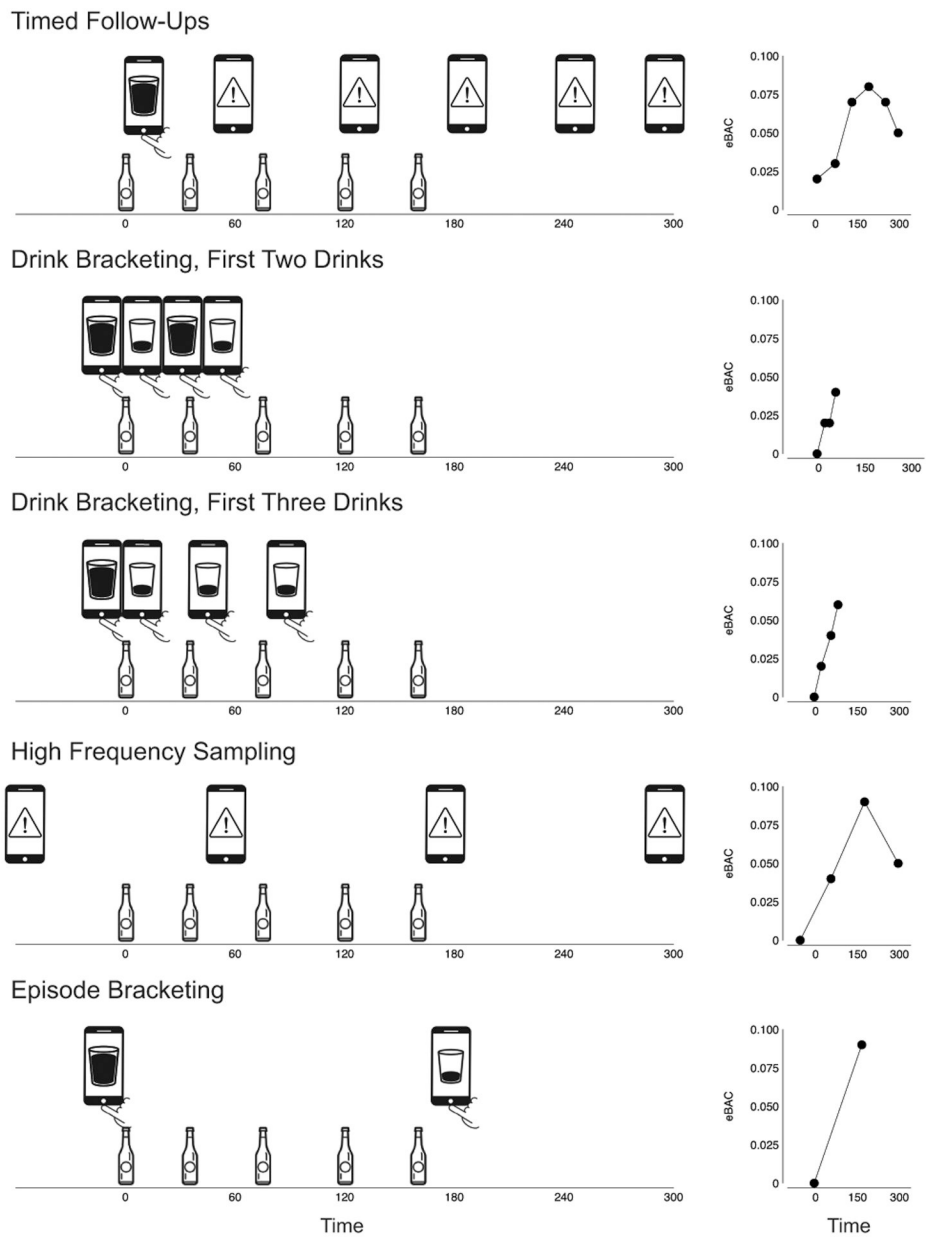 Timed Follow-Ups
! ! ! ! !
0 60 120 180 240 300
eBAC
0.100
0.075
0.050
0.025
0
0 150 300
Drink Bracketing, First Two Drinks
0 60 120 180 240 300
eBAC
0.100
0.075
0.050
0.025
0
0 150 300
Drink Bracketing, First Three Drinks
0 60 120 180 240 300
eBAC
0.100
0.075
0.050
0.025
0
0 150 300
High Frequency Sampling
! ! ! !
0 60 120 180 240 300
eBAC
0.100
0.075
0.050
0.025
0
0 150 300
Episode Bracketing
0 60 120 180 240 300
Time
eBAC
0.100
0.075
0.050
0.025
0
0 150 300
Time